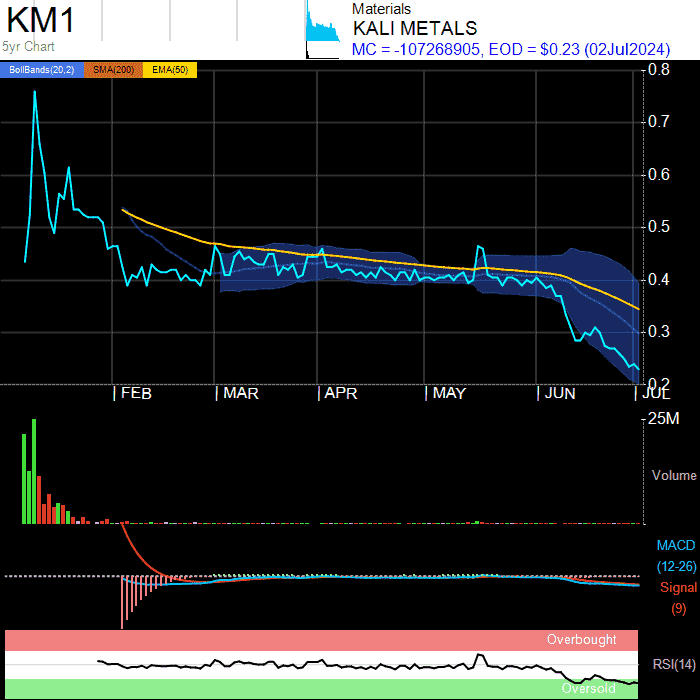 KM1
5yr Chart
Materials
KALI METALS
MC = -107268905, EOD = $0.23 (02Jul2024)
BollBands(20,2) SMA(200) EMA(50)
0.8
0.7
0.6
0.5
0.4
0.3
0.2
FEB MAR APR MAY JUN JUL
25M
Volume
MACD
(12-26)
Signal
(9)
Overbought
RSI(14)
Oversold